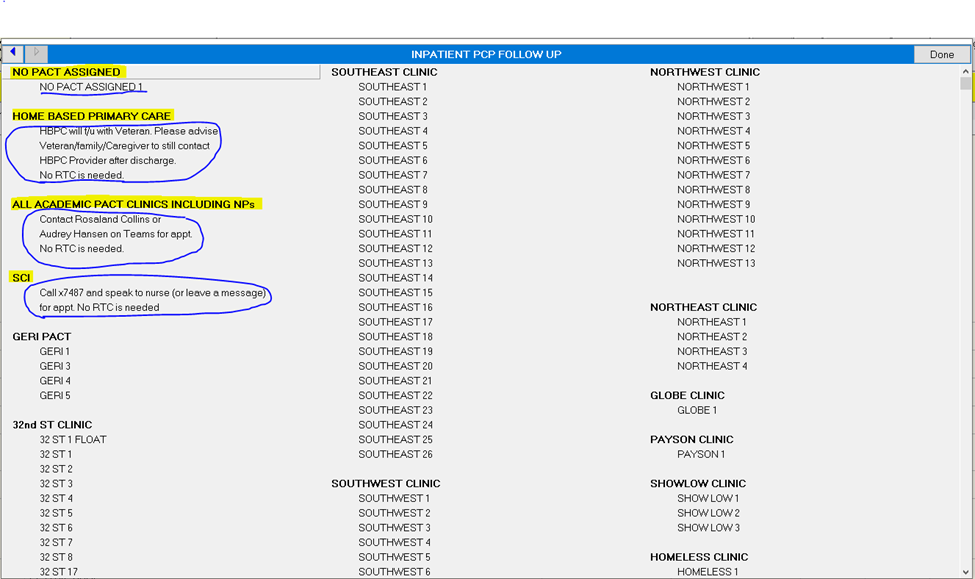 INPATIENT PCP FOLLOW UP
Done
NO PACT ASSIGNED
NO PACT ASSIGNED 1
HOME BASED PRIMARY CARE
HBPC will f/u with Veteran. Please advise
Veteran/family/Caregiver to still contact
HBPC Provider after discharge.
No RTC is needed.
ALL ACADEMIC PACT CLINICS INCLUDING NPs
Contact Rosaland Collins or
Audrey Hansen on Teams for appt.
No RTC is needed.
SCI
Call x7487 and speak to nurse (or leave a message)
for appt. No RTC is needed
GERI PACT
GERI 1
GERI 3
GERI 4
GERI 5
32nd ST CLINIC
32 ST 1 FLOAT
32 ST 1
32 ST 2
32 ST 3
32 ST 4
32 ST 5
32 ST 6
32 ST 7
32 ST 8
32 ST 17
SOUTHEAST CLINIC
SOUTHEAST 1
SOUTHEAST 2
SOUTHEAST 3
SOUTHEAST 4
SOUTHEAST 5
SOUTHEAST 6
SOUTHEAST 7
SOUTHEAST 8
SOUTHEAST 9
SOUTHEAST 10
SOUTHEAST 11
SOUTHEAST 12
SOUTHEAST 13
SOUTHEAST 14
SOUTHEAST 15
SOUTHEAST 16
SOUTHEAST 17
SOUTHEAST 18
SOUTHEAST 19
SOUTHEAST 20
SOUTHEAST 21
SOUTHEAST 22
SOUTHEAST 23
SOUTHEAST 24
SOUTHEAST 25
SOUTHEAST 26
SOUTHWEST CLINIC
SOUTHWEST 1
SOUTHWEST 2
SOUTHWEST 3
SOUTHWEST 4
SOUTHWEST 5
SOUTHWEST 6
NORTHWEST CLINIC
NORTHWEST 1
NORTHWEST 2
NORTHWEST 3
NORTHWEST 4
NORTHWEST 5
NORTHWEST 6
NORTHWEST 7
NORTHWEST 8
NORTHWEST 9
NORTHWEST 10
NORTHWEST 11
NORTHWEST 12
NORTHWEST 13
NORTHEAST CLINIC
NORTHEAST 1
NORTHEAST 2
NORTHEAST 3
NORTHEAST 4
GLOBE CLINIC
GLOBE 1
PAYSON CLINIC
PAYSON 1
SHOWLOW CLINIC
SHOW LOW 1
SHOW LOW 2
SHOW LOW 3
HOMELESS CLINIC
HOMELESS 1